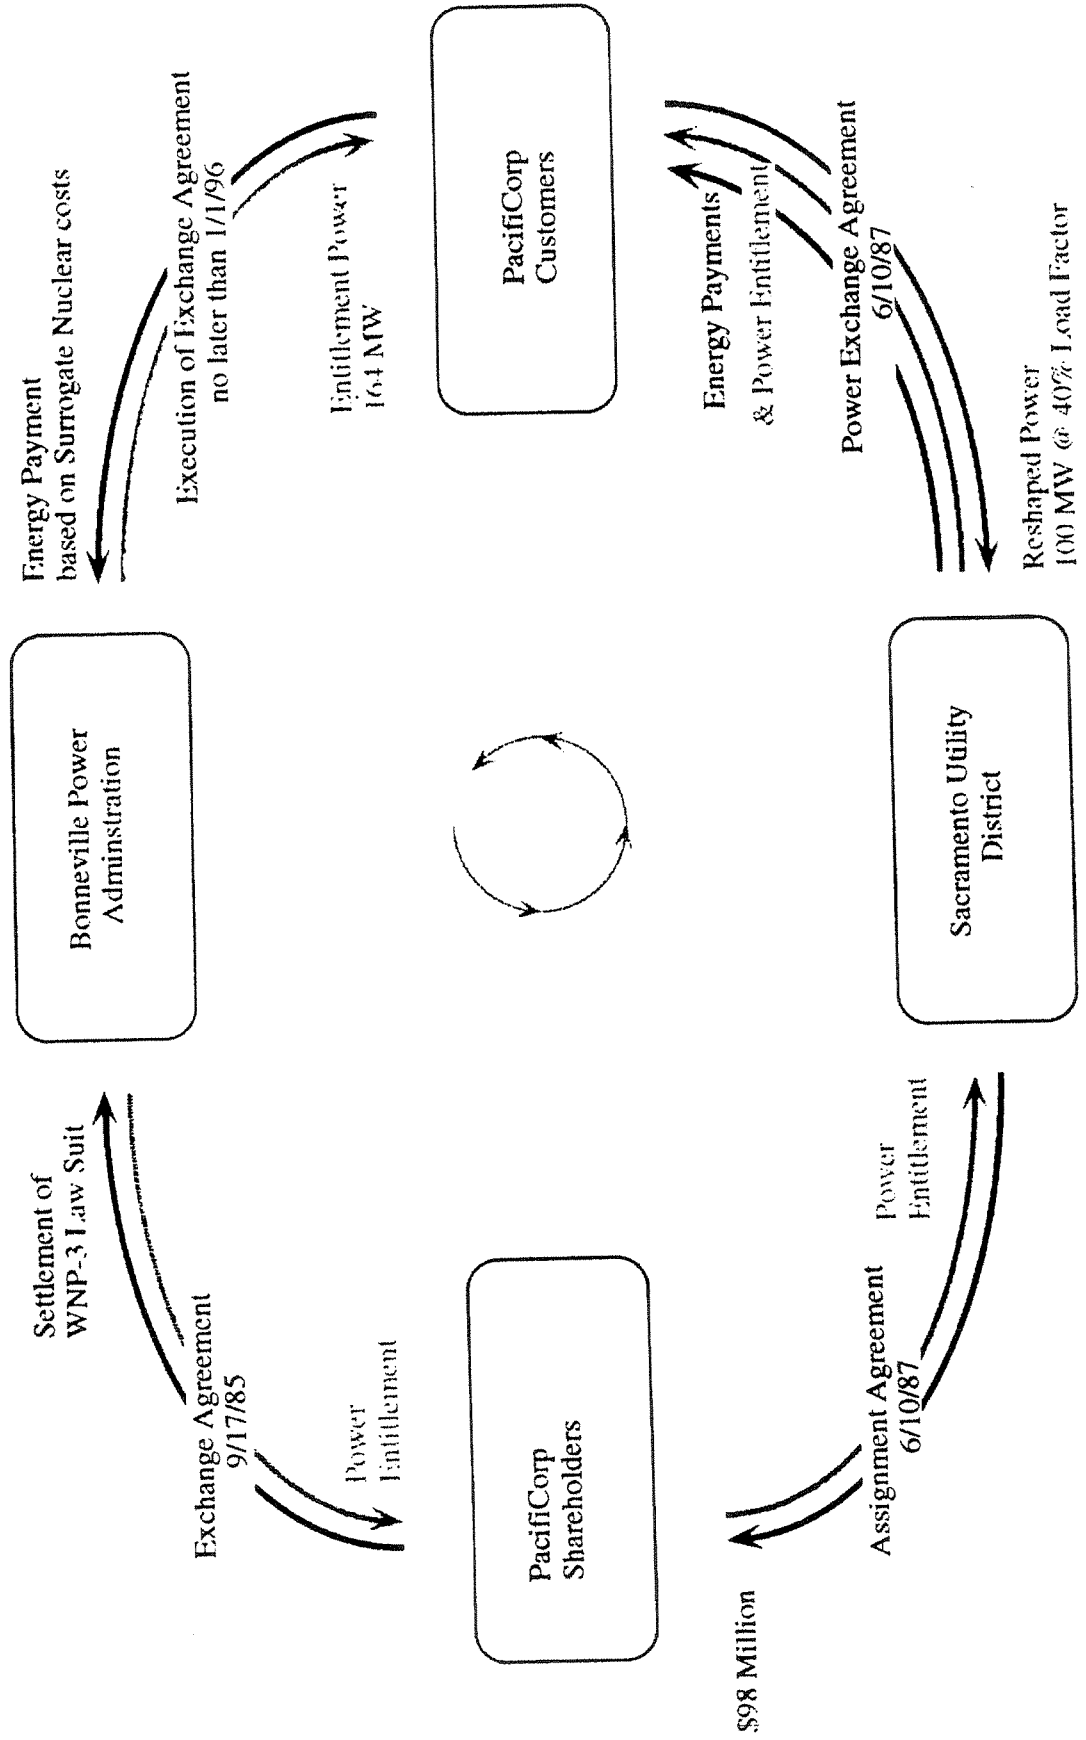 Settlement of
WNP-3 Law Suit
Energy Payment
based on Surrogate Nuclear costs
Bonneville Power
Adminstration
Exchange Agreement
9/17/85
Execution of Exchange Agreement
no later than 1/1/96
Power
Entitlement
Entitlement Power
164 MW
PacifiCorp
Shareholders
PacifiCorp
Customers
$98 Million
Energy Payments
& Power Entitlement
Assignment Agreement
6/10/87
Power Exchange Agreement
6/10/87
Power
Entitlement
Sacramento Utility
District
Reshaped Power
100 MW @ 40% Load Factor